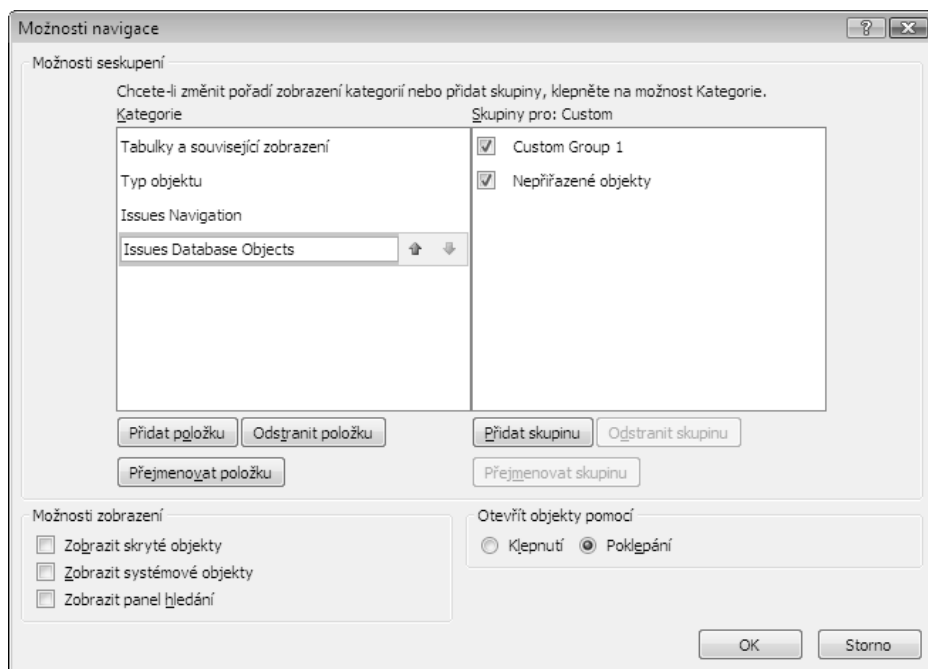 Možnosti navigace
Možnosti seskupení
Chcete-li změnit pořadí zobrazení kategorií nebo přidat skupiny, klepněte na možnost Kategorie.
Kategorie Skupiny pro: Custom
Tabulky a související zobrazení Custom Group 1
Typ objektu Nepřiřazené objekty
Issues Navigation
Issues Database Objects
Přidat položku Odstranit položku Přidat skupinu Odstranit skupinu
Přejmenovat položku Přejmenovat skupinu
Možnosti zobrazení Otevřít objekty pomocí
Zobrazit skryté objekty Klepnutí Poklepání
Zobrazit systémové objekty
Zobrazit panel hledání
OK Storno